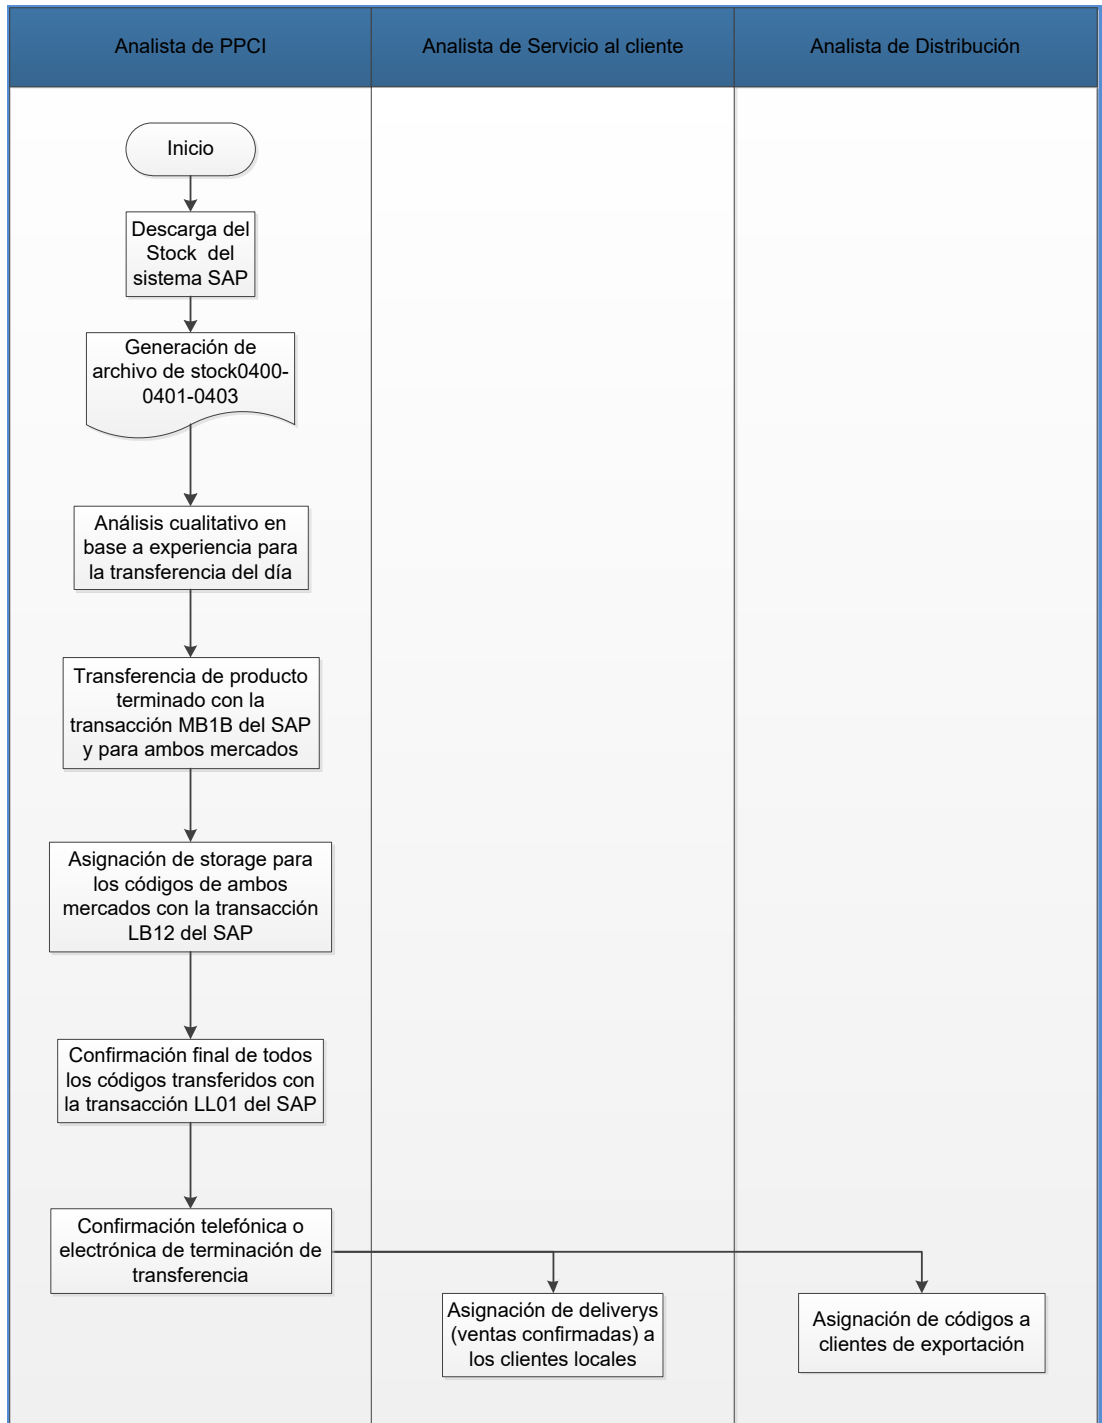 Analista de PPCI
Analista de Servicio al cliente
Analista de Distribución
Inicio
Descarga del
Stock del
sistema SAP
Generación de
archivo de stock0400-
0401-0403
Análisis cualitativo en
base a experiencia para
la transferencia del día
Transferencia de producto
terminado con la
transacción MB1B del SAP
y para ambos mercados
Asignación de storage para
los códigos de ambos
mercados con la transacción
LB12 del SAP
Confirmación final de todos
los códigos transferidos con
la transacción LL01 del SAP
Confirmación telefónica o
electrónica de terminación de
transferencia
Asignación de deliverys
(ventas confirmadas) a
los clientes locales
Asignación de códigos a
clientes de exportación